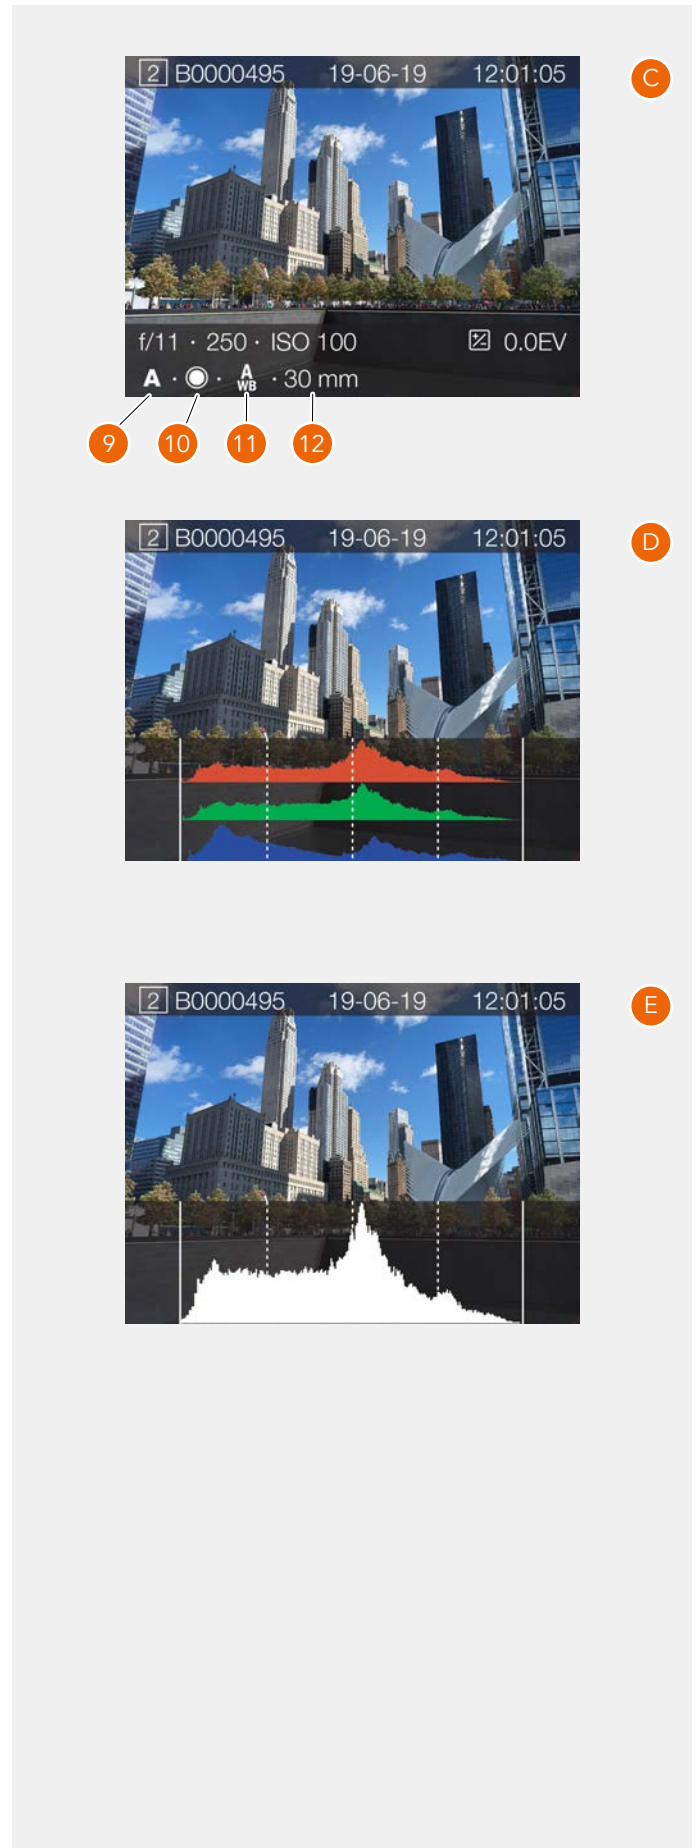 2 B0000495 19-06-19 12:01:05
C
f/11 · 250 · ISO 100 0.0EV
A · · A WB · 30 mm
9 10 11 12
2 B0000495 19-06-19 12:01:05
D
2 B0000495 19-06-19 12:01:05
E